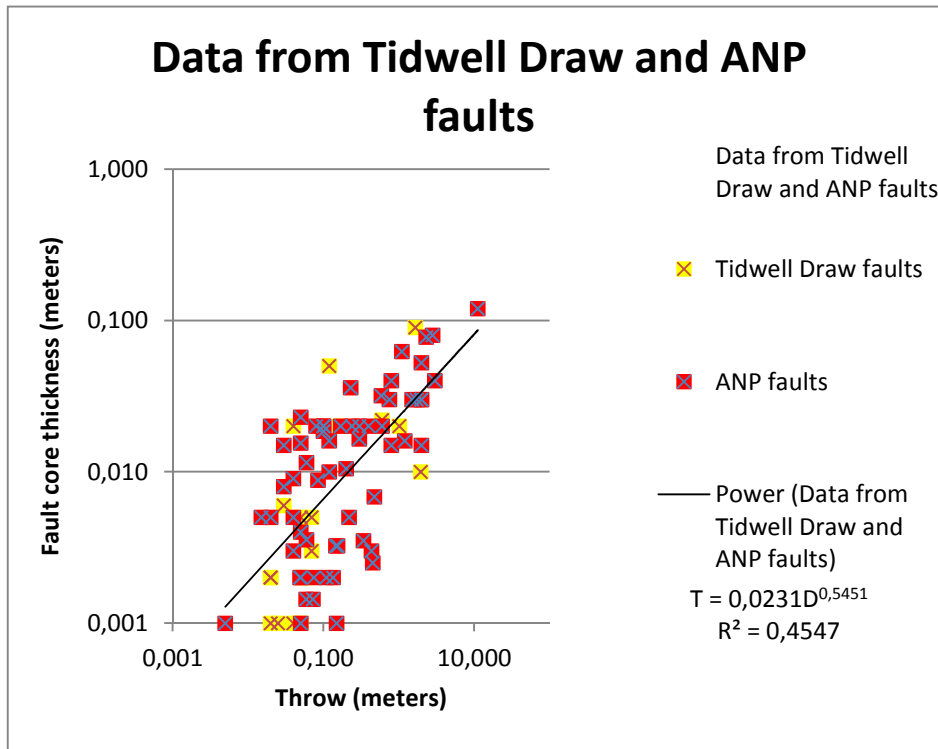 Data from Tidwell Draw and ANP
faults
1,000
0,100
0,010
0,001
0,001
0,100
10,000
Fault core thickness (meters)
Throw (meters)
Data from Tidwell
Draw and ANP faults
Tidwell Draw faults
ANP faults
Power (Data from
Tidwell Draw and
ANP faults)
T = 0,0231D^0,5451
R² = 0,4547